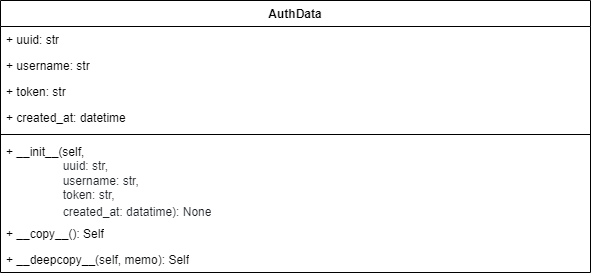 AuthData
+ uuid: str
+ username: str
+ token: str
+ created_at: datetime
+ __init__(self,
uuid: str,
username: str,
token: str,
created_at: datatime): None
+ __copy__(): Self
+ __deepcopy__(self, memo): Self